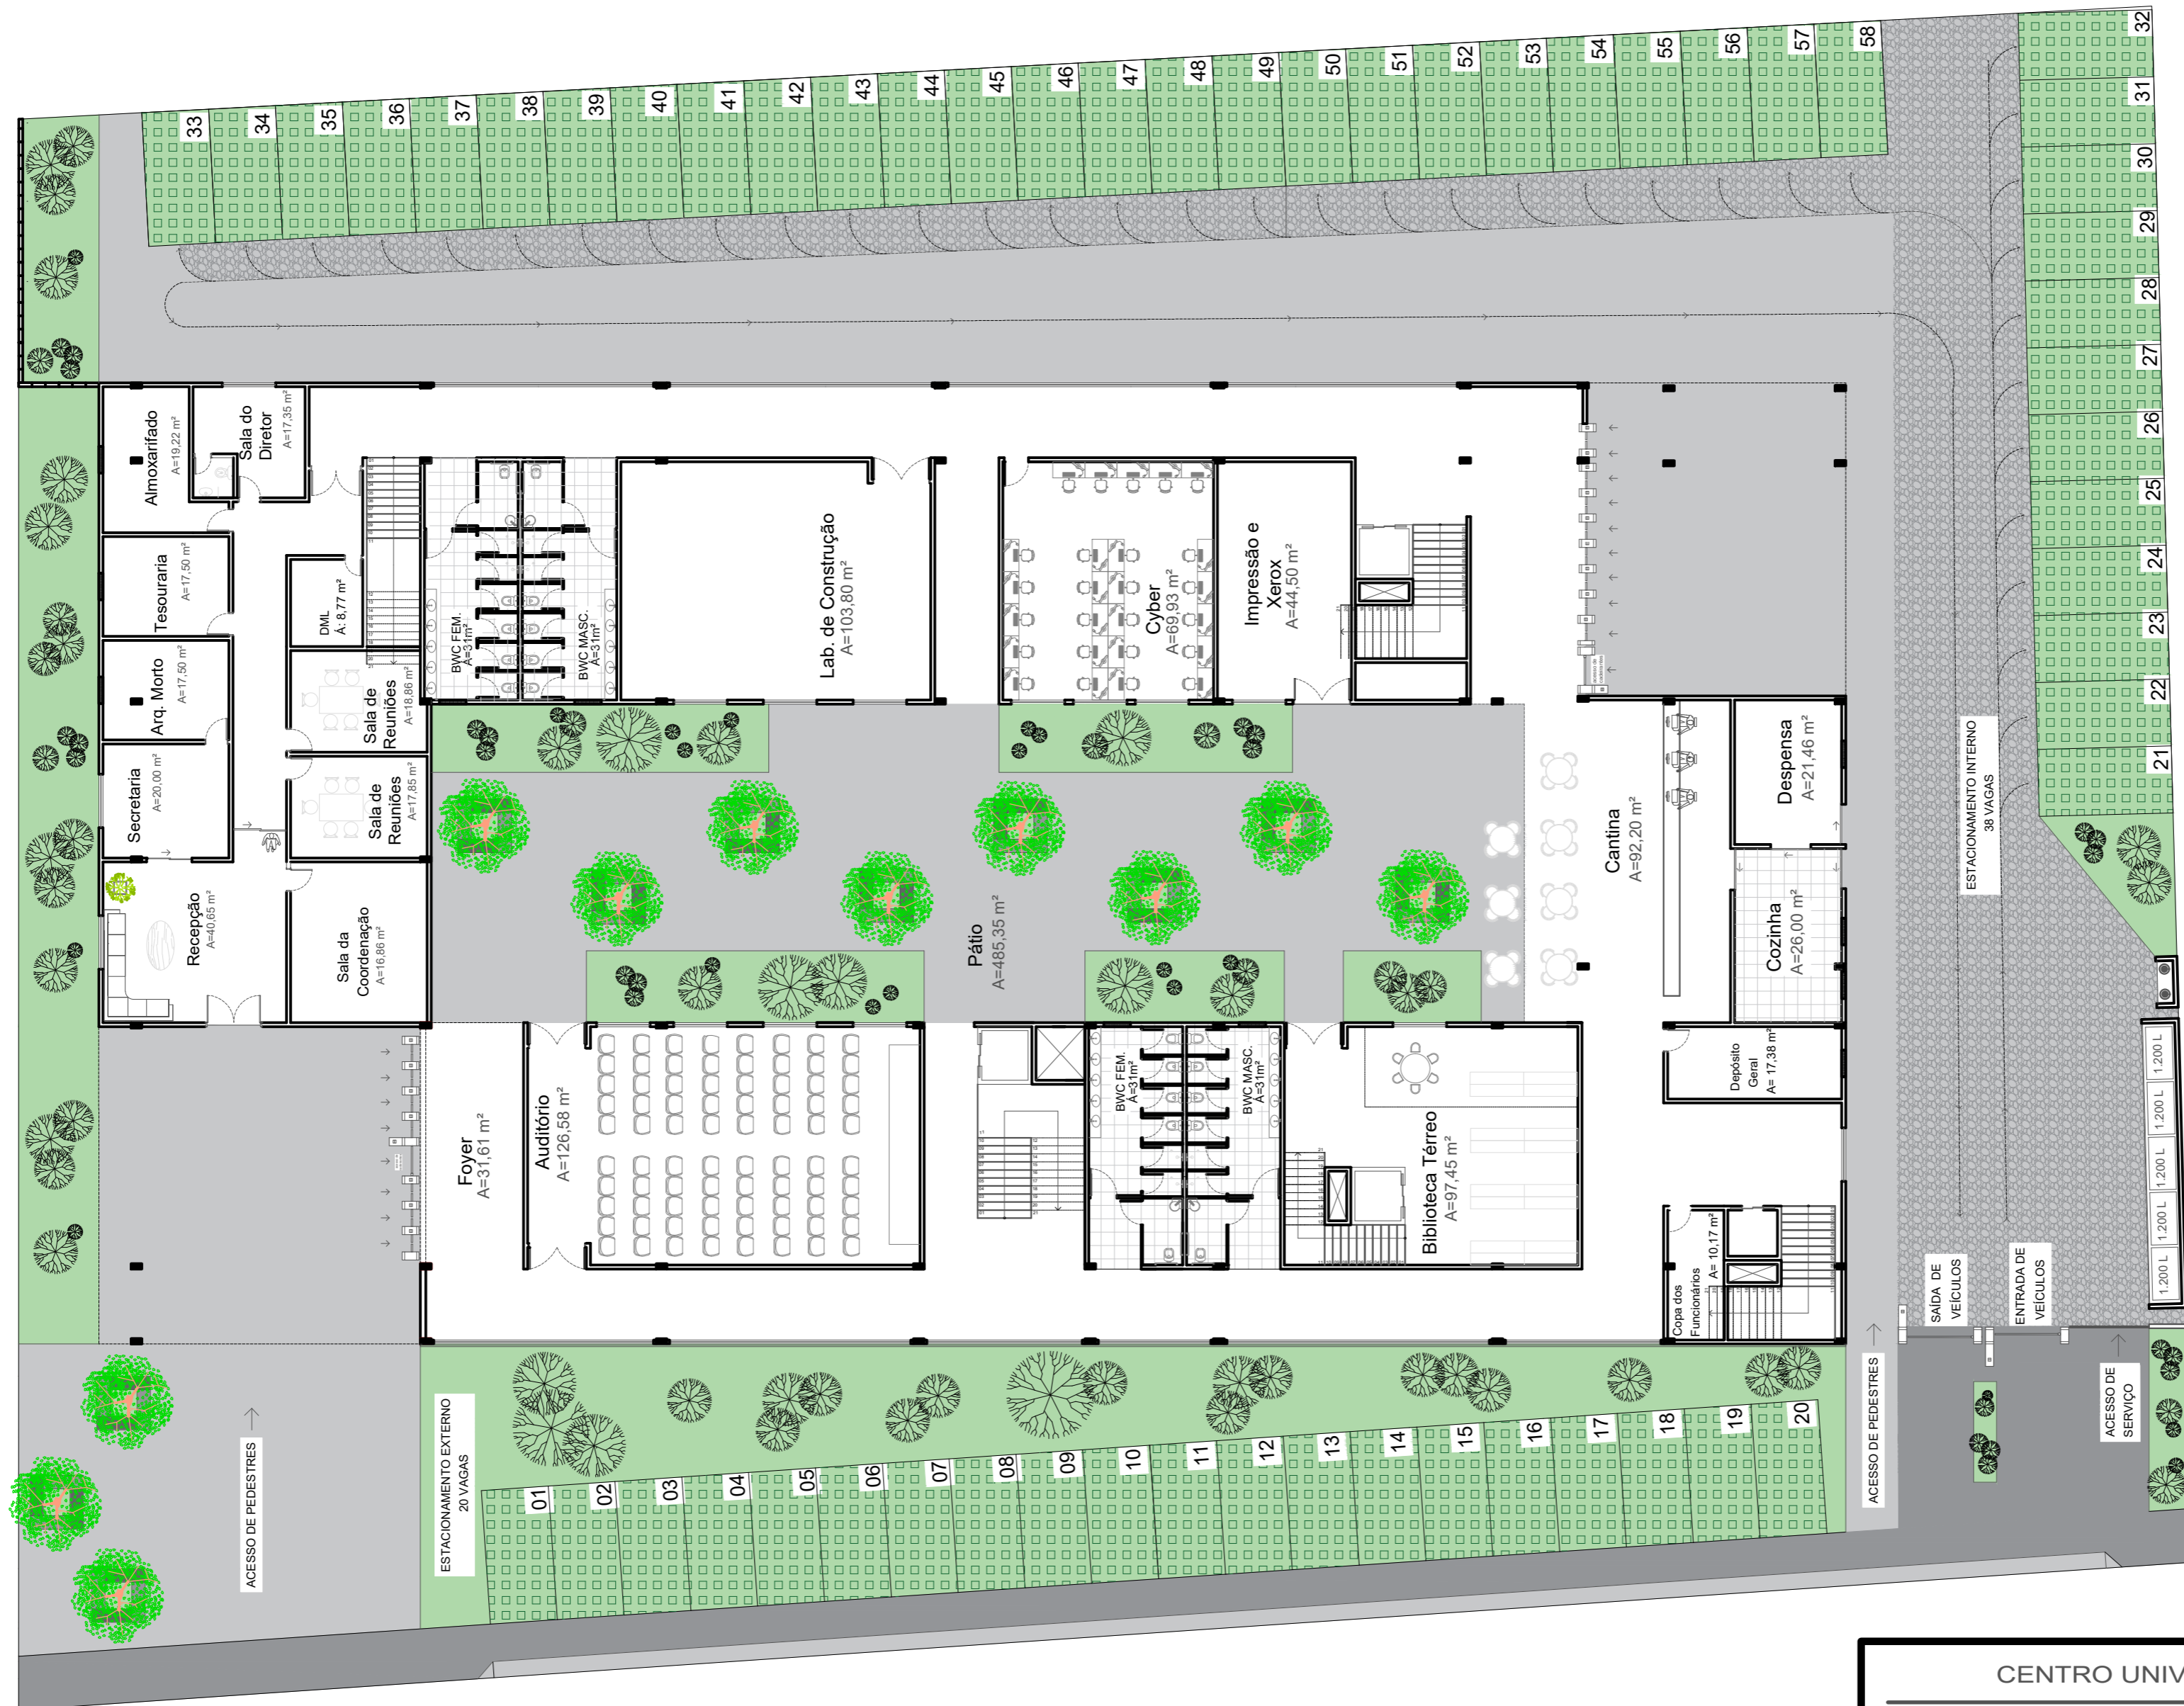 33
34
35
36
37
38
39
40
41
42
43
44
45
46
47
48
49
50
51
52
53
54
55
56
57
58
32
31
30
29
28
27
26
25
24
23
22
21
Almoxarifado
A=19,22 m²
Sala do
Diretor
A=17,35 m²
Tesouraria
A=17,50 m²
Arq. Morto
A=17,50 m²
Secretaria
A=20,00 m²
Recepção
A=40,65 m²
DML
A: 8,77 m²
Sala de
Reuniões
A=18,86 m²
Sala de
Reuniões
A=17,85 m²
Sala da
Coordenação
A=16,86 m²
BWC FEM.
A=31m²
BWC MASC.
A=31m²
Lab. de Construção
A=103,80 m²
Cyber
A=69,93 m²
Impressão e
Xerox
A=44,50 m²
Pátio
A=485,35 m²
Cantina
A=92,20 m²
Despensa
A=21,46 m²
Cozinha
A=26,00 m²
Depósito
Geral
A= 17,38 m²
Foyer
A=31,61 m²
Auditório
A=126,58 m²
BWC FEM.
A=31m²
BWC MASC.
A=31m²
Biblioteca Térreo
A=97,45 m²
Copa dos
Funcionários
A= 10,17 m²
ESTACIONAMENTO INTERNO
38 VAGAS
1.200 L
1.200 L
1.200 L
1.200 L
1.200 L
SAÍDA DE
VEÍCULOS
ENTRADA DE
VEÍCULOS
ACESSO DE
SERVIÇO
ACESSO DE PEDESTRES
ACESSO DE PEDESTRES
ESTACIONAMENTO EXTERNO
20 VAGAS
01
02
03
04
05
06
07
08
09
10
11
12
13
14
15
16
17
18
19
20
CENTRO UNIV